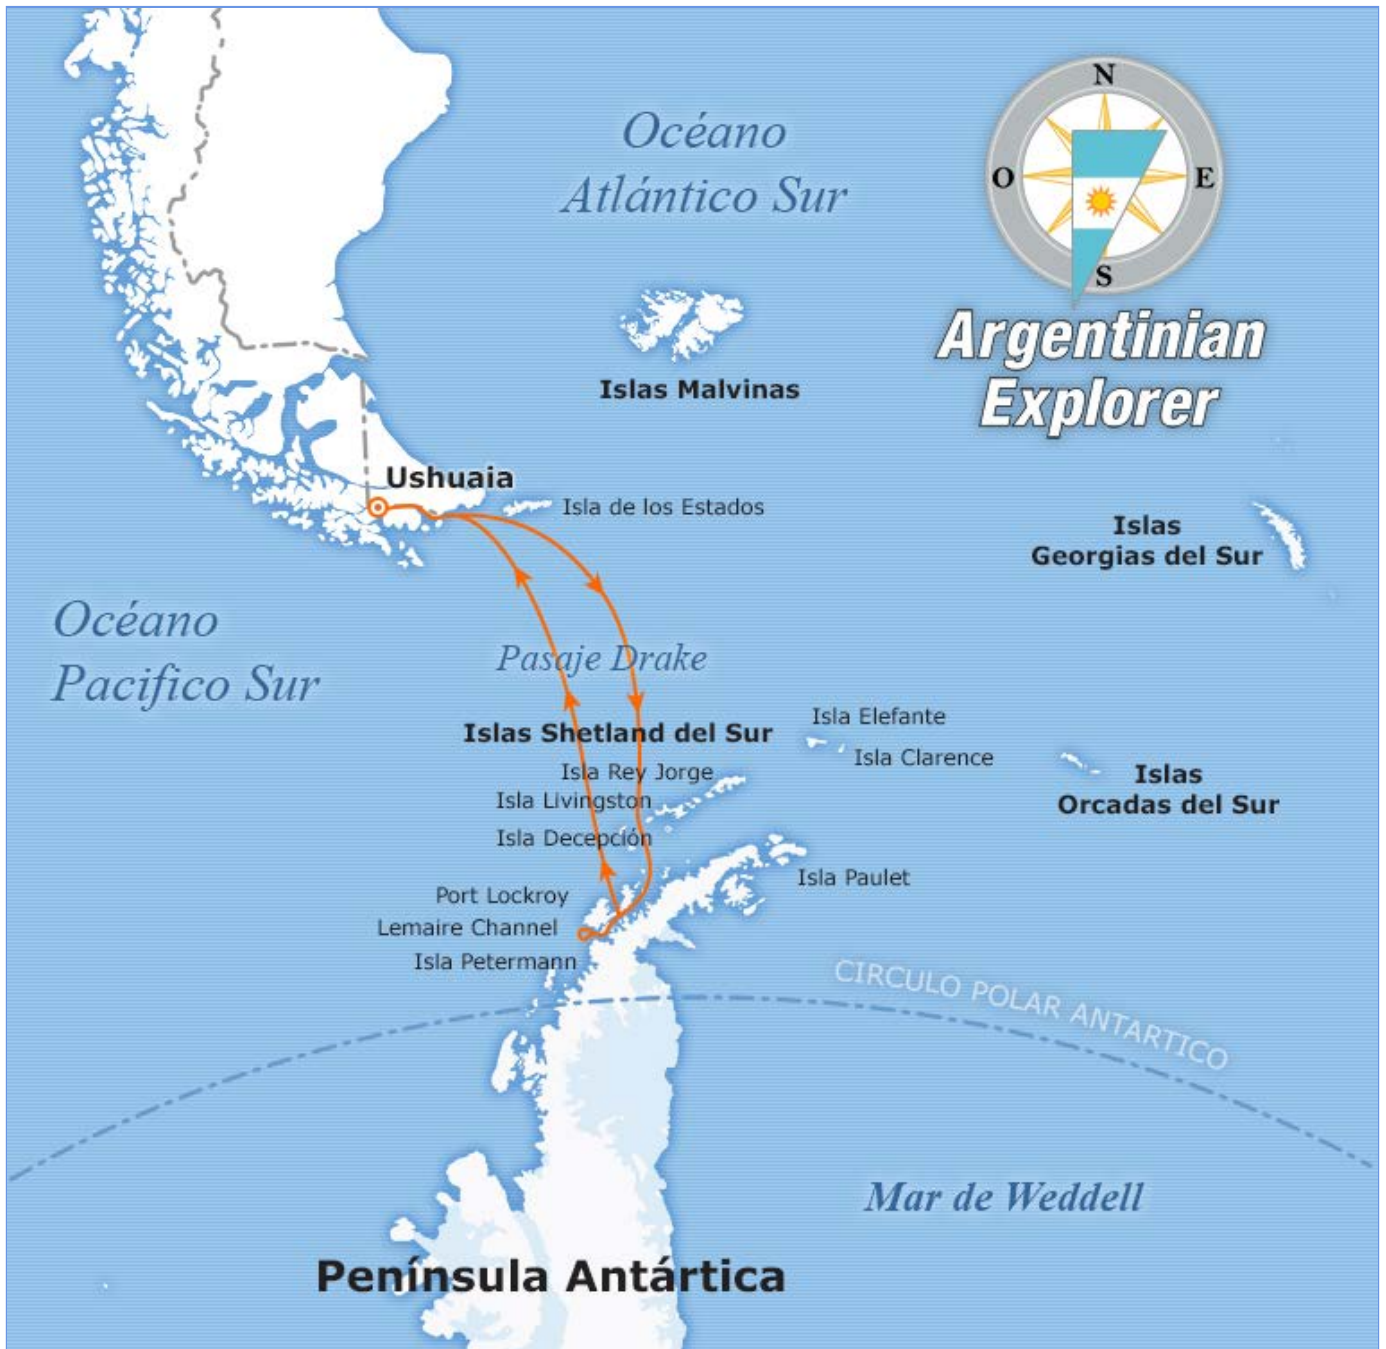 N
O
E
S
Océano
Atlántico Sur
Argentinian
Explorer
Islas Malvinas
Ushuaia
Isla de los Estados
Islas
Georgias del Sur
Océano
Pacifico Sur
Pasaje Drake
Islas Shetland del Sur
Isla Elefante
Isla Clarence
Isla Rey Jorge
Isla Livingston
Isla Decepción
Islas
Orcadas del Sur
Isla Paulet
Port Lockroy
Lemaire Channel
Isla Petermann
CIRCULO POLAR ANTARTICO
Mar de Weddell
Península Antártica